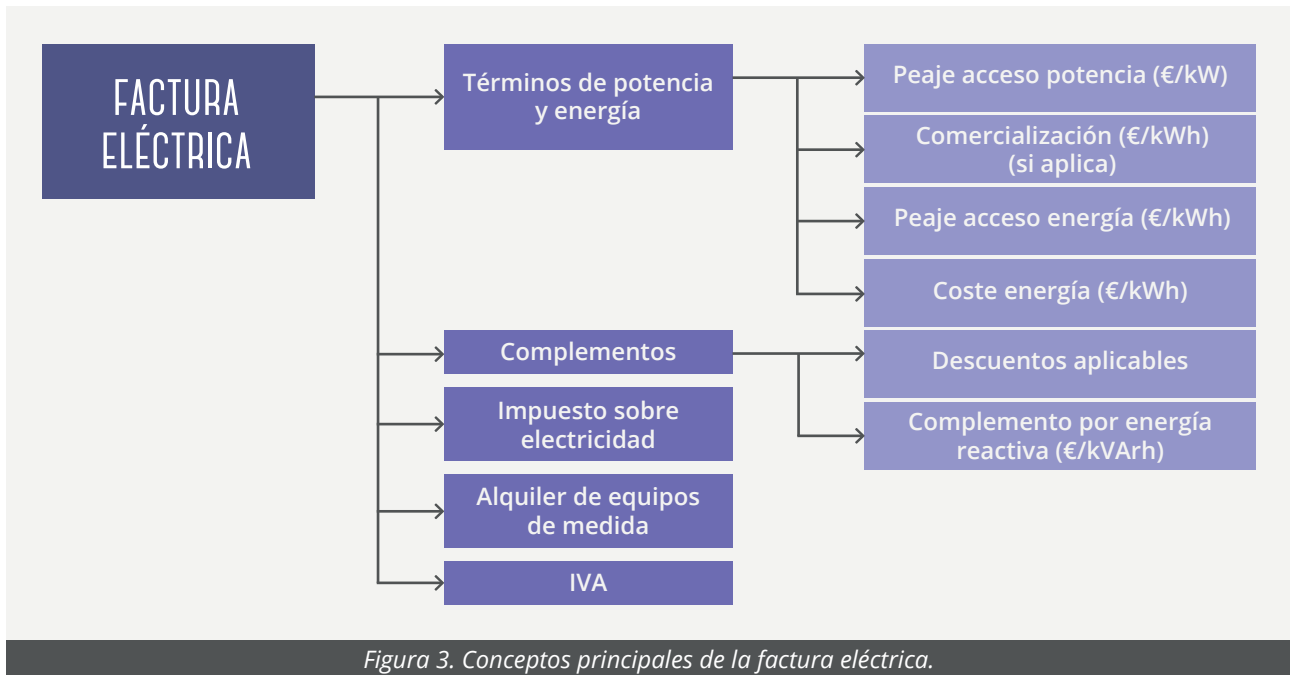 FACTURA
ELÉCTRICA
Términos de potencia
y energía
Peaje acceso potencia (€/kW)
Comercialización (€/kWh)
(si aplica)
Peaje acceso energía (€/kWh)
Coste energía (€/kWh)
Complementos
Descuentos aplicables
Complemento por energía
reactiva (€/kVArh)
Impuesto sobre
electricidad
Alquiler de equipos
de medida
IVA
Figura 3. Conceptos principales de la factura eléctrica.